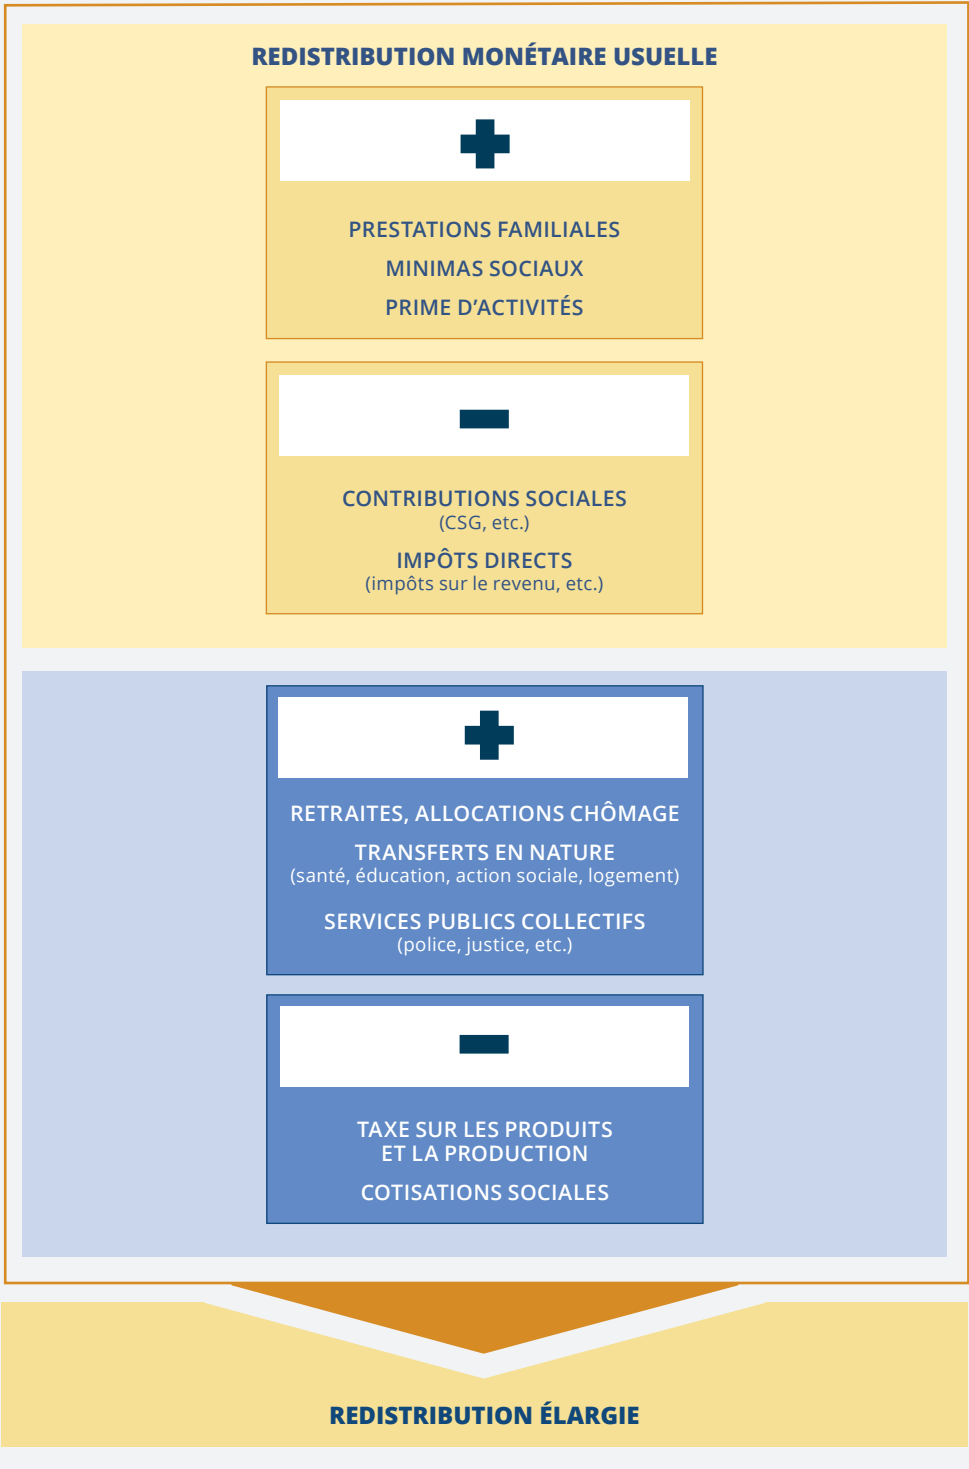 REDISTRIBUTION MONÉTAIRE USUELLE
PRESTATIONS FAMILIALES
MINIMAS SOCIAUX
PRIME D’ACTIVITÉS
CONTRIBUTIONS SOCIALES
(CSG, etc.)
IMPÔTS DIRECTS
(impôts sur le revenu, etc.)
RETRAITES, ALLOCATIONS CHÔMAGE
TRANSFERTS EN NATURE
(santé, éducation, action sociale, logement)
SERVICES PUBLICS COLLECTIFS
(police, justice, etc.)
TAXE SUR LES PRODUITS
ET LA PRODUCTION
COTISATIONS SOCIALES
REDISTRIBUTION ÉLARGIE